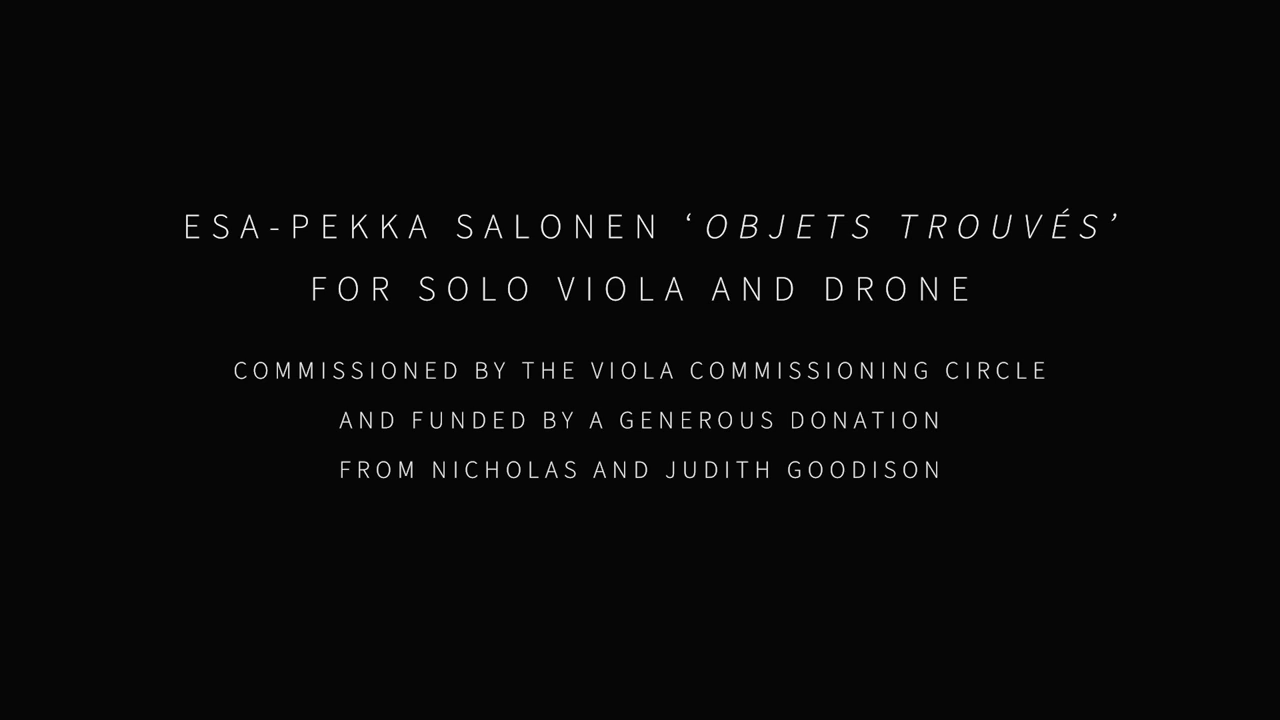 ESA-PEKKA SALONEN ‘OBJETS TROUVÉS’
FOR SOLO VIOLA AND DRONE
COMMISSIONED BY THE VIOLA COMMISSIONING CIRCLE
AND FUNDED BY A GENEROUS DONATION
FROM NICHOLAS AND JUDITH GOODISON